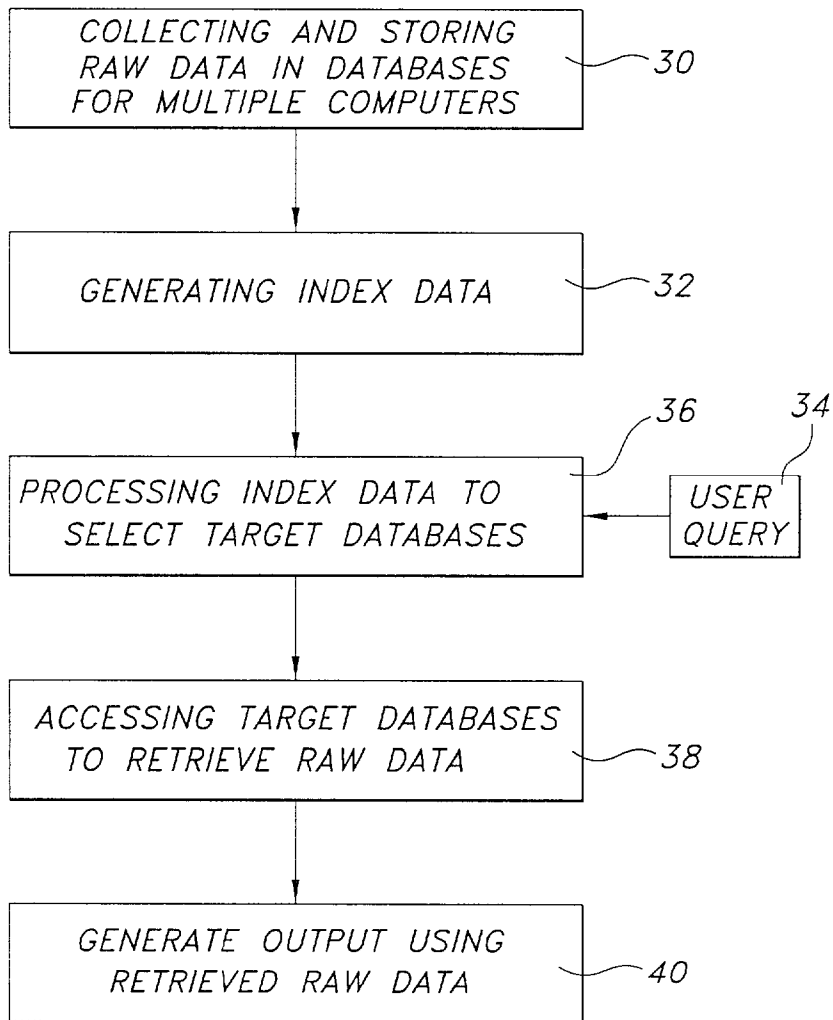 COLLECTING AND STORING
RAW DATA IN DATABASES
FOR MULTIPLE COMPUTERS
30
GENERATING INDEX DATA
32
36
34
PROCESSING INDEX DATA TO
SELECT TARGET DATABASES
USER
QUERY
ACCESSING TARGET DATABASES
TO RETRIEVE RAW DATA
38
GENERATE OUTPUT USING
RETRIEVED RAW DATA
40